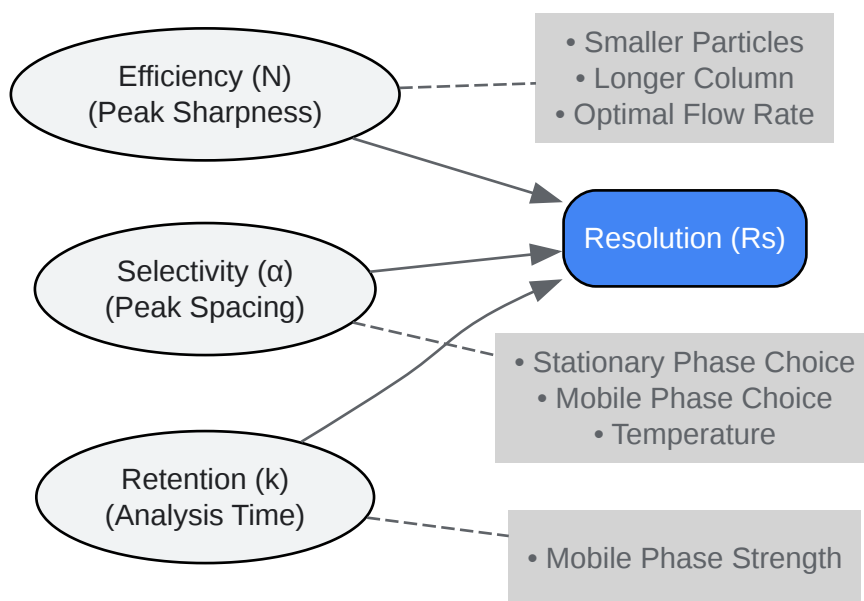 Efficiency (N)
(Peak Sharpness)
• Smaller Particles
• Longer Column
• Optimal Flow Rate
Resolution (Rs)
Selectivity (α)
(Peak Spacing)
• Stationary Phase Choice
• Mobile Phase Choice
• Temperature
Retention (k)
(Analysis Time)
• Mobile Phase Strength